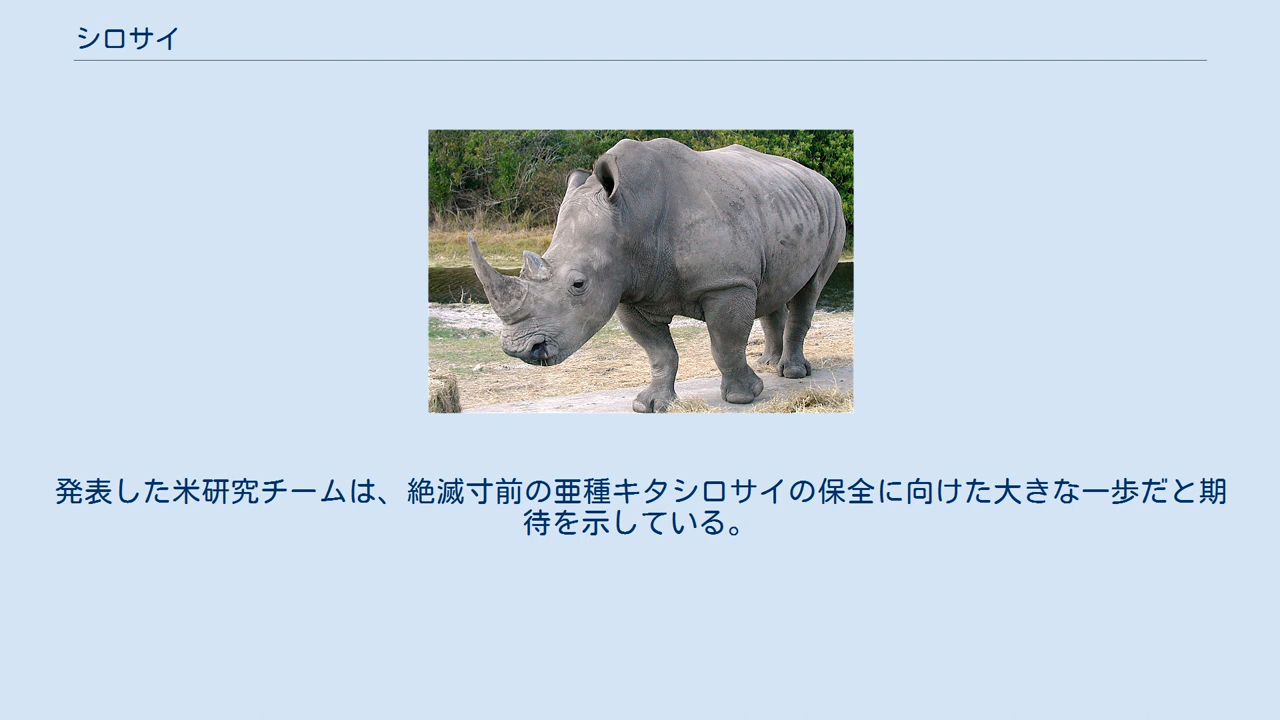 シロサイ
発表した米研究チームは、絶滅寸前の亜種キタシロサイの保全に向けた大きな一歩だと期
待を示している。